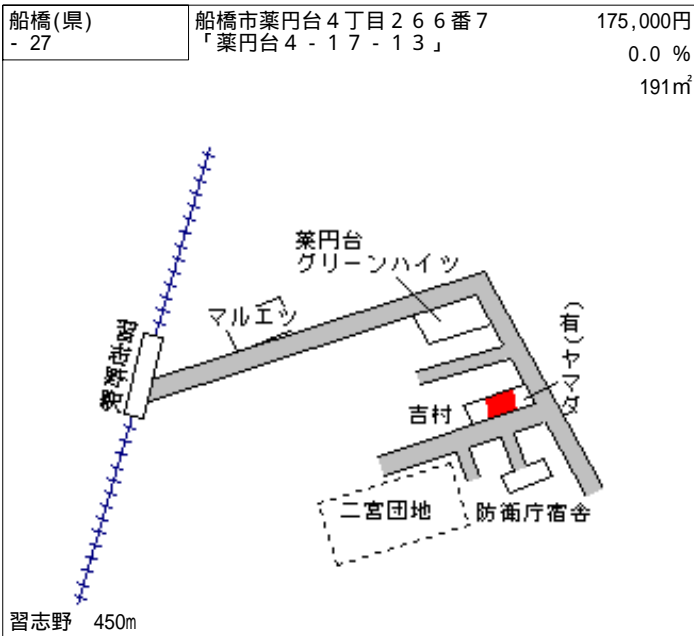 船橋(県)
- 27
船橋市薬円台４丁目２６６番７
「薬円台４‐１７‐１３」
175,000円
0.0 %
191㎡
薬円台
グリーンハイツ
マルエツ
(有)ヤマダ
習志野駅
吉村
二宮団地
防衛庁宿舎
習志野 450m